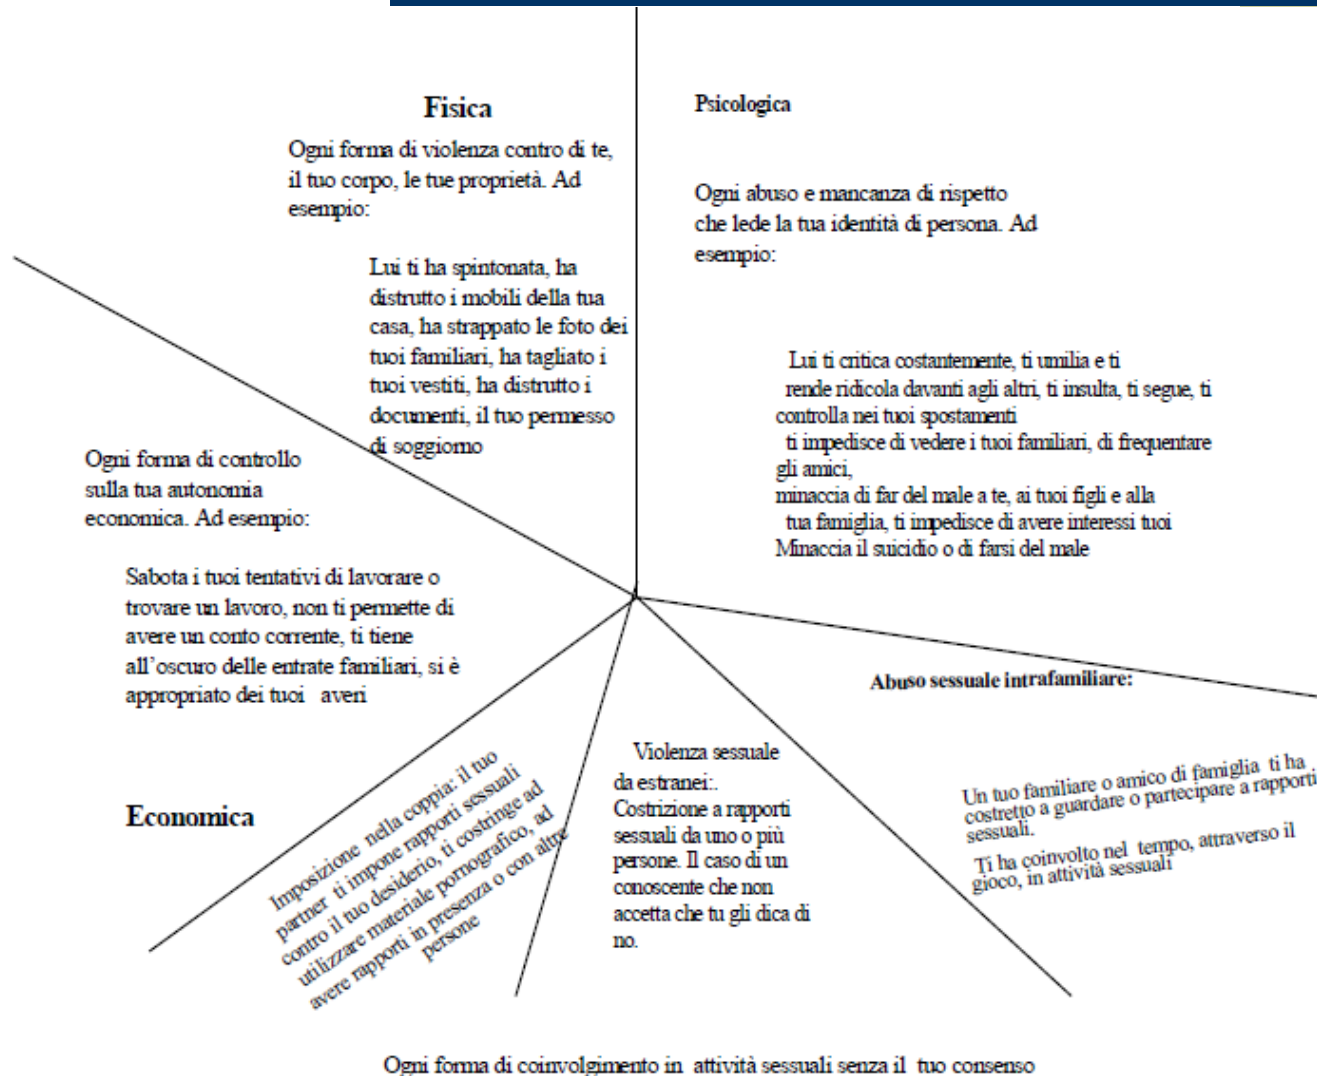 Fisica
Ogni forma di violenza contro di te,
il tuo corpo, le tue proprietà. Ad
esempio:
Lui ti ha spintonata, ha
distrutto i mobili della tua
casa, ha strappato le foto dei
tuoi familiari, ha tagliato i
tuoi vestiti, ha distrutto i
documenti, il tuo permesso
di soggiorno
Psicologica
Ogni abuso e mancanza di rispetto
che lede la tua identità di persona. Ad
esempio:
Lui ti critica costantemente, ti umilia e ti
rende ridicola davanti agli altri, ti insulta, ti segue, ti
controlla nei tuoi spostamenti
ti impedisce di vedere i tuoi familiari, di frequentare
gli amici,
minaccia di far del male a te, ai tuoi figli e alla
tua famiglia, ti impedisce di avere interessi tuoi
Minaccia il suicidio o di farsi del male
Ogni forma di controllo
sulla tua autonomia
economica. Ad esempio:
Sabota i tuoi tentativi di lavorare o
trovare un lavoro, non ti permette di
avere un conto corrente, ti tiene
all’oscuro delle entrate familiari, si è
appropriato dei tuoi averi
Economica
Imposizione nella coppia: il tuo
partner ti impone rapporti sessuali
contro il tuo desiderio, ti costringe ad
utilizzare materiale pornografico, ad
avere rapporti in presenza o con altre
persone
Violenza sessuale
da estranei:.
Costrizione a rapporti
sessuali da uno o più
persone. Il caso di un
conoscente che non
accetta che tu gli dica di
no.
Abuso sessuale intrafamiliare:
Un tuo familiare o amico di famiglia ti ha
costretto a guardare o partecipare a rapporti
sessuali.
Ti ha coinvolto nel tempo, attraverso il
gioco, in attività sessuali
Ogni forma di coinvolgimento in attività sessuali senza il tuo consenso